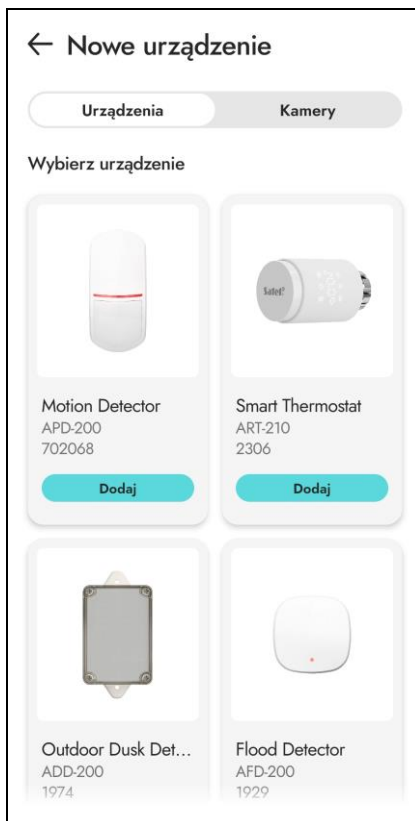 ← Nowe urządzenie
Urządzenia
Kamery
Wybierz urządzenie
Satel
Motion Detector
APD-200
702068
Dodaj
Smart Thermostat
ART-210
2306
Dodaj
Outdoor Dusk Det...
ADD-200
1974
Flood Detector
AFD-200
1929